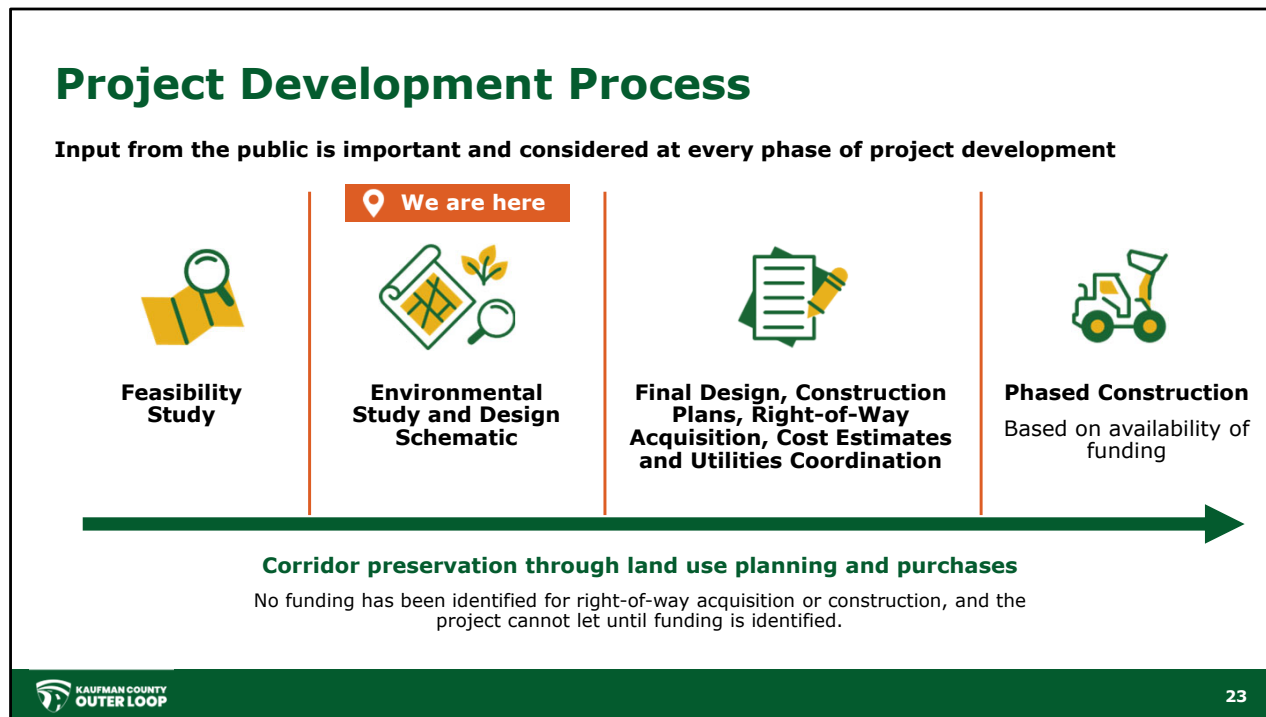 Project Development Process
Input from the public is important and considered at every phase of project development
We are here
Feasibility
Study
Environmental
Study and Design
Schematic
Final Design, Construction
Plans, Right-of-Way
Acquisition, Cost Estimates
and Utilities Coordination
Phased Construction
Based on availability of
funding
Corridor preservation through land use planning and purchases
No funding has been identified for right-of-way acquisition or construction, and the
project cannot let until funding is identified.
KAUFMAN COUNTY
OUTER LOOP
23